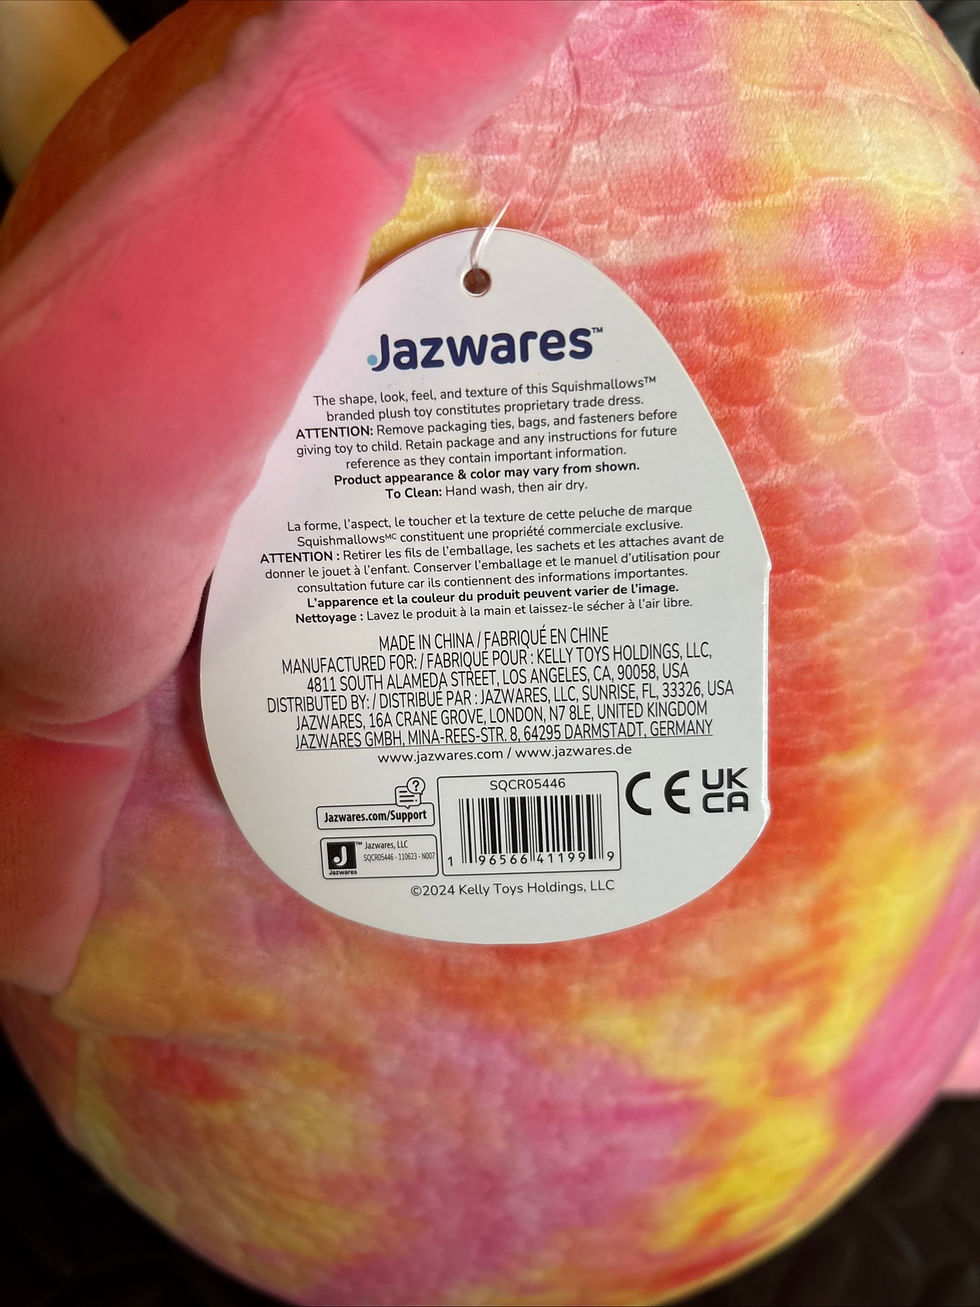 Jazwares™
The shape, look, feel, and texture of this Squishmallows™
branded plush toy constitutes proprietary trade dress.
ATTENTION: Remove packaging ties, bags, and fasteners before
giving toy to child. Retain package and any instructions for future
reference as they contain important information.
Product appearance & color may vary from shown.
To Clean: Hand wash, then air dry.
La forme, l'aspect, le toucher et la texture de cette peluche de marque
Squishmallowsᴹᶜ constituent une propriété commerciale exclusive.
ATTENTION : Retirer les fils de l'emballage, les sachets et les attaches avant de
donner le jouet à l'enfant. Conserver l'emballage et le manuel d'utilisation pour
consultation future car ils contiennent des informations importantes.
L'apparence et la couleur du produit peuvent varier de l'image.
Nettoyage : Lavez le produit à la main et laissez-le sécher à l'air libre.
MADE IN CHINA / FABRIQUÉ EN CHINE
MANUFACTURED FOR: / FABRIQUÉ POUR : KELLY TOYS HOLDINGS, LLC,
4811 SOUTH ALAMEDA STREET, LOS ANGELES, CA, 90058, USA
DISTRIBUTED BY: / DISTRIBUÉ PAR : JAZWARES, LLC, SUNRISE, FL, 33326, USA
JAZWARES, 16A CRANE GROVE, LONDON, N7 8LE, UNITED KINGDOM
JAZWARES GMBH, MINA-REES-STR. 8, 64295 DARMSTADT, GERMANY
www.jazwares.com / www.jazwares.de
?
Jazwares.com/Support
J™
Jazwares
Jazwares, LLC
SQCR05446 - 110623 - N007
SQCR05446
1 96566 41199 9
CE
UK
CA
©2024 Kelly Toys Holdings, LLC